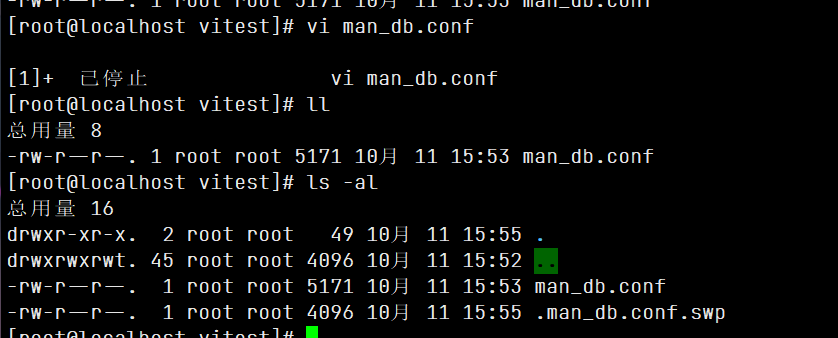 -rw-r--r--. 1 root root 5171 10月 11 15:53 man_db.conf
[root@localhost vitest]# vi man_db.conf
[1]+ 已停止 vi man_db.conf
[root@localhost vitest]# ll
总用量 8
-rw-r--r--. 1 root root 5171 10月 11 15:53 man_db.conf
[root@localhost vitest]# ls -al
总用量 16
drwxr-xr-x. 2 root root 49 10月 11 15:55 .
drwxrwxrwt. 45 root root 4096 10月 11 15:52 ..
-rw-r--r--. 1 root root 5171 10月 11 15:53 man_db.conf
-rw-r--r--. 1 root root 4096 10月 11 15:55 .man_db.conf.swp
[root@localhost vitest]#